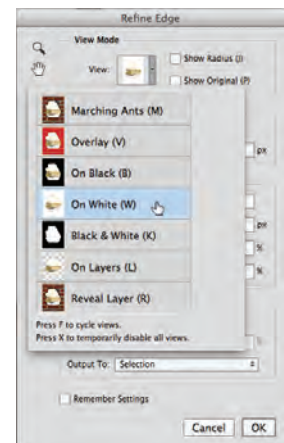 Refine Edge
View Mode
View:
Show Radius (J)
Show Original (P)
Marching Ants (M)
Overlay (V)
On Black (B)
px
On White (W)
px
Black & White (K)
%
On Layers (L)
%
Reveal Layer (R)
Press F to cycle views.
Press X to temporarily disable all views.
Output To: Selection
Remember Settings
Cancel OK